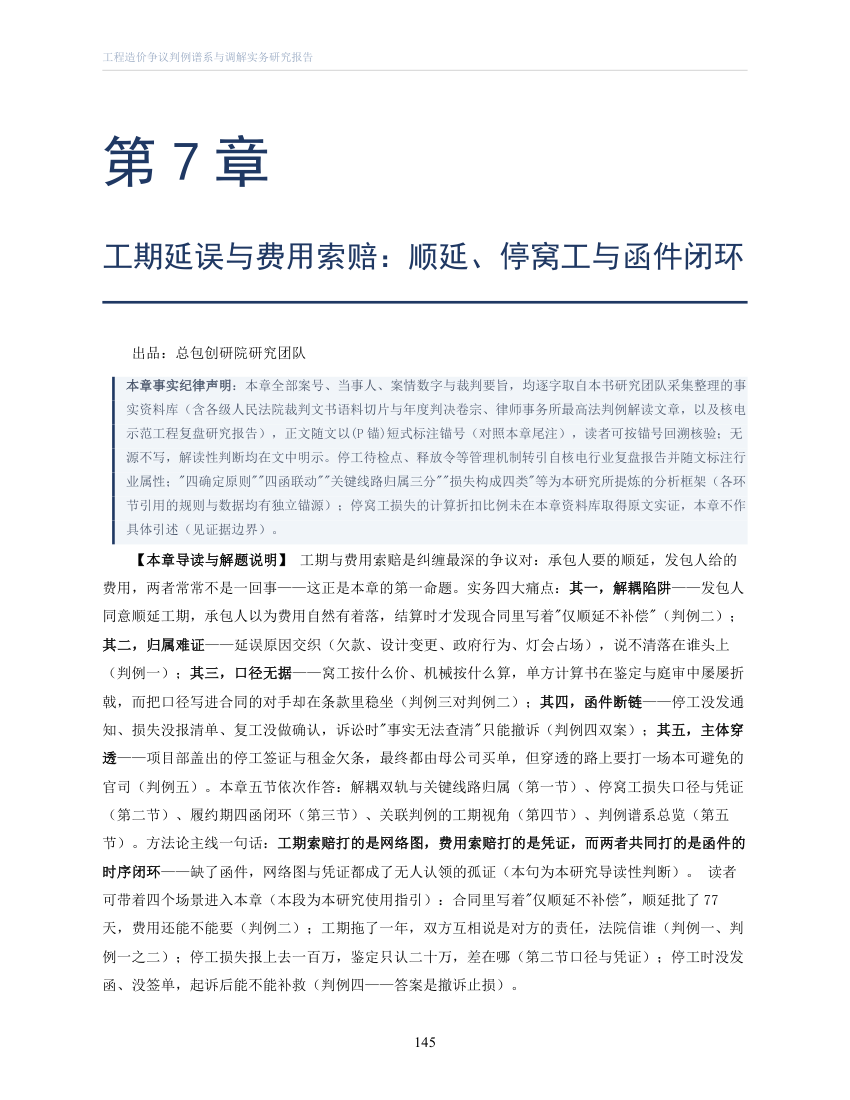 工程造价争议判例谱系与调解实务研究报告
第 7 章
工期延误与费用索赔：顺延、停窝工与函件闭环
出品：总包创研院研究团队
本章事实纪律声明：本章全部案号、当事人、案情数字与裁判要旨，均逐字取自本书研究团队采集整理的事
实资料库（含各级人民法院裁判文书语料切片与年度判决卷宗、律师事务所最高法判例解读文章，以及核电
示范工程复盘研究报告），正文随文以(P 锚)短式标注锚号（对照本章尾注），读者可按锚号回溯核验；无
源不写，解读性判断均在文中明示。停工待检点、释放令等管理机制转引自核电行业复盘报告并随文标注行
业属性；"四确定原则""四函联动""关键线路归属三分""损失构成四类"等为本研究所提炼的分析框架（各环
节引用的规则与数据均有独立锚源）；停窝工损失的计算折扣比例未在本章资料库取得原文实证，本章不作
具体引述（见证据边界）。
【本章导读与解题说明】 工期与费用索赔是纠缠最深的争议对：承包人要的顺延，发包人给的
费用，两者常常不是一回事——这正是本章的第一命题。实务四大痛点：其一，解耦陷阱——发包人
同意顺延工期，承包人以为费用自然有着落，结算时才发现合同里写着"仅顺延不补偿"（判例二）；
其二，归属难证——延误原因交织（欠款、设计变更、政府行为、灯会占场），说不清落在谁头上
（判例一）；其三，口径无据——窝工按什么价、机械按什么算，单方计算书在鉴定与庭审中屡屡折
戟，而把口径写进合同的对手却在条款里稳坐（判例三对判例二）；其四，函件断链——停工没发通
知、损失没报清单、复工没做确认，诉讼时"事实无法查清"只能撤诉（判例四双案）；其五，主体穿
透——项目部盖出的停工签证与租金欠条，最终都由母公司买单，但穿透的路上要打一场本可避免的
官司（判例五）。本章五节依次作答：解耦双轨与关键线路归属（第一节）、停窝工损失口径与凭证
（第二节）、履约期四函闭环（第三节）、关联判例的工期视角（第四节）、判例谱系总览（第五
节）。方法论主线一句话：工期索赔打的是网络图，费用索赔打的是凭证，而两者共同打的是函件的
时序闭环——缺了函件，网络图与凭证都成了无人认领的孤证（本句为本研究导读性判断）。 读者
可带着四个场景进入本章（本段为本研究使用指引）：合同里写着"仅顺延不补偿"，顺延批了 77
天，费用还能不能要（判例二）；工期拖了一年，双方互相说是对方的责任，法院信谁（判例一、判
例一之二）；停工损失报上去一百万，鉴定只认二十万，差在哪（第二节口径与凭证）；停工时没发
函、没签单，起诉后能不能补救（判例四——答案是撤诉止损）。
145